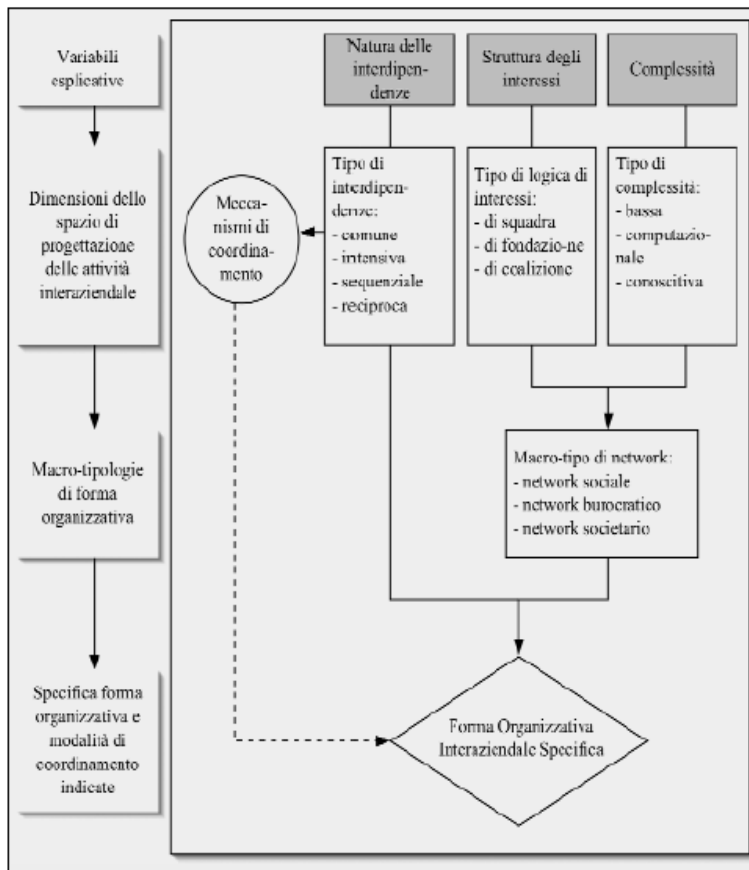 Variabili
esplicative
Dimensioni dello
spazio di
progettazione
delle attività
interaziendale
Macro-tipologie
di forma
organizzativa
Specifica forma
organizzativa e
modalità di
coordinamento
indicate
Natura delle
interdipen-
denze
Struttura degli
interessi
Complessità
Mecca-
nismi di
coordina-
mento
Tipo di
interdipen-
denze:
- comune
- intensiva
- sequenziale
- reciproca
Tipo di logica di
interessi:
- di squadra
- di fondazio-ne
- di coalizione
Tipo di
complessità:
- bassa
- computazio-
nale
- conoscitiva
Macro-tipo di network:
- network sociale
- network burocratico
- network societario
Forma Organizzativa
Interaziendale Specifica